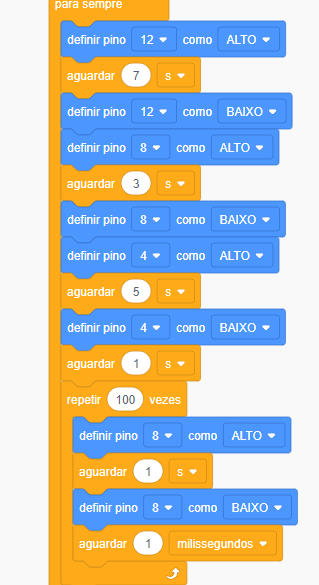 para sempre
definir pino 12 como ALTO
aguardar 7 s
definir pino 12 como BAIXO
definir pino 8 como ALTO
aguardar 3 s
definir pino 8 como BAIXO
definir pino 4 como ALTO
aguardar 5 s
definir pino 4 como BAIXO
aguardar 1 s
repetir 100 vezes
definir pino 8 como ALTO
aguardar 1 s
definir pino 8 como BAIXO
aguardar 1 milissegundos